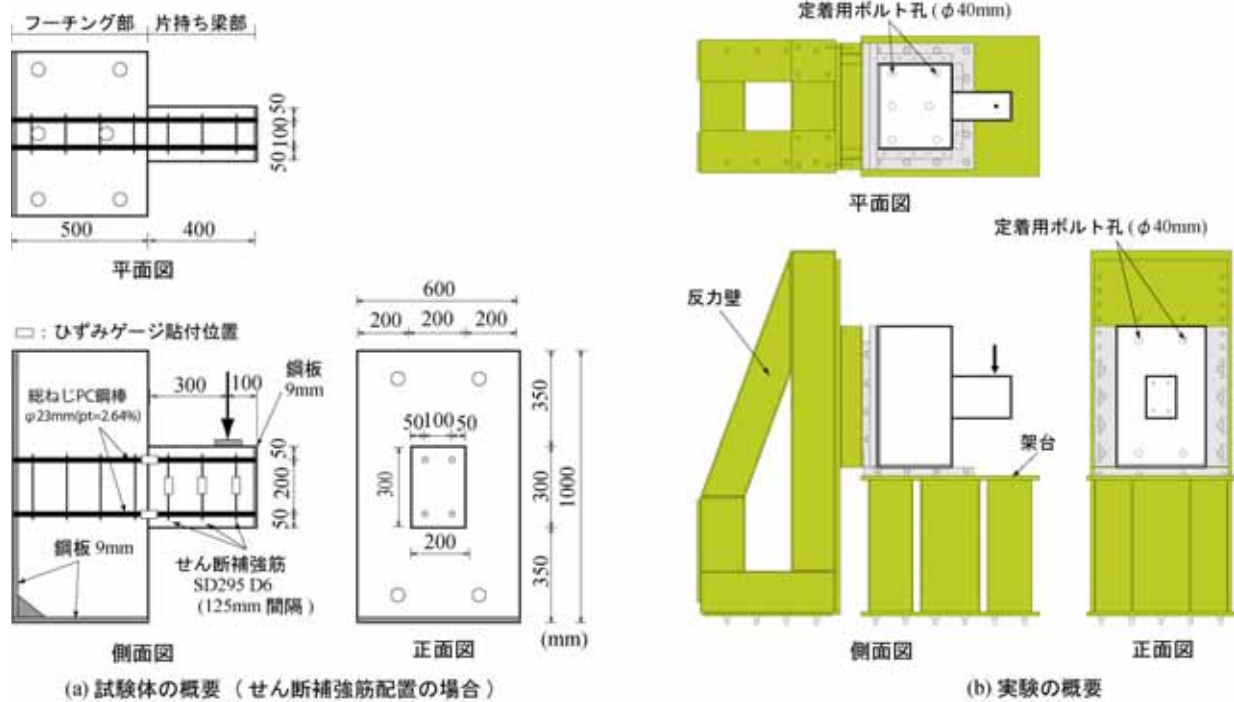 フーチング部 片持ち梁部
50
100
50
500 400
平面図
□ : ひずみゲージ貼付位置
300 100
鋼板
9mm
総ねじPC鋼棒
φ23mm(pt=2.64%)
50
200
50
鋼板 9mm
せん断補強筋
SD295 D6
(125mm 間隔)
側面図
600
200 200 200
350
50 100 50
300
300
1000
200
350
(mm)
正面図
(a) 試験体の概要 ( せん断補強筋配置の場合 )
定着用ボルト孔 ( φ40mm)
平面図
定着用ボルト孔 ( φ40mm)
反力壁
架台
側面図
正面図
(b) 実験の概要